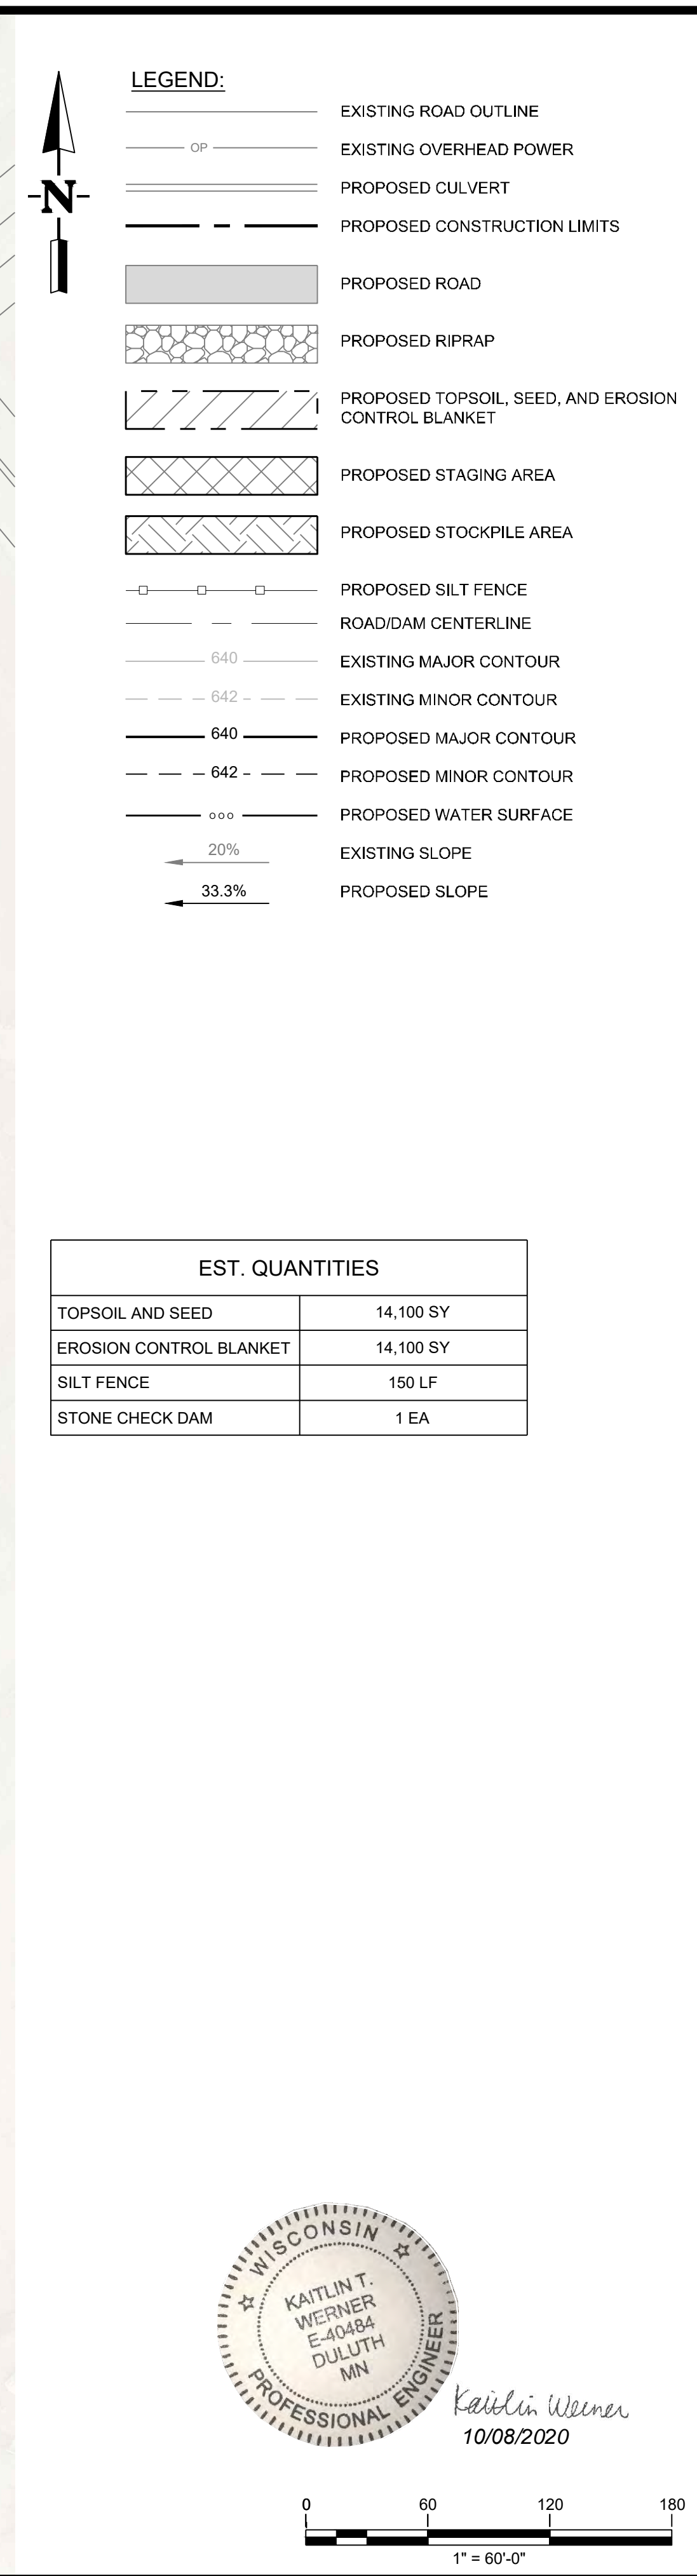 N
LEGEND:
EXISTING ROAD OUTLINE
OP
EXISTING OVERHEAD POWER
PROPOSED CULVERT
PROPOSED CONSTRUCTION LIMITS
PROPOSED ROAD
PROPOSED RIPRAP
PROPOSED TOPSOIL, SEED, AND EROSION
CONTROL BLANKET
PROPOSED STAGING AREA
PROPOSED STOCKPILE AREA
PROPOSED SILT FENCE
ROAD/DAM CENTERLINE
640 EXISTING MAJOR CONTOUR
642 EXISTING MINOR CONTOUR
640 PROPOSED MAJOR CONTOUR
642 PROPOSED MINOR CONTOUR
ooo PROPOSED WATER SURFACE
20% EXISTING SLOPE
33.3% PROPOSED SLOPE
EST. QUANTITIES
TOPSOIL AND SEED 14,100 SY
EROSION CONTROL BLANKET 14,100 SY
SILT FENCE 150 LF
STONE CHECK DAM 1 EA
WISCONSIN
KAITLIN T.
WERNER
E-40484
DULUTH
MN
PROFESSIONAL ENGINEER
Kaitlin Werner
10/08/2020
0 60 120 180
1" = 60'-0"